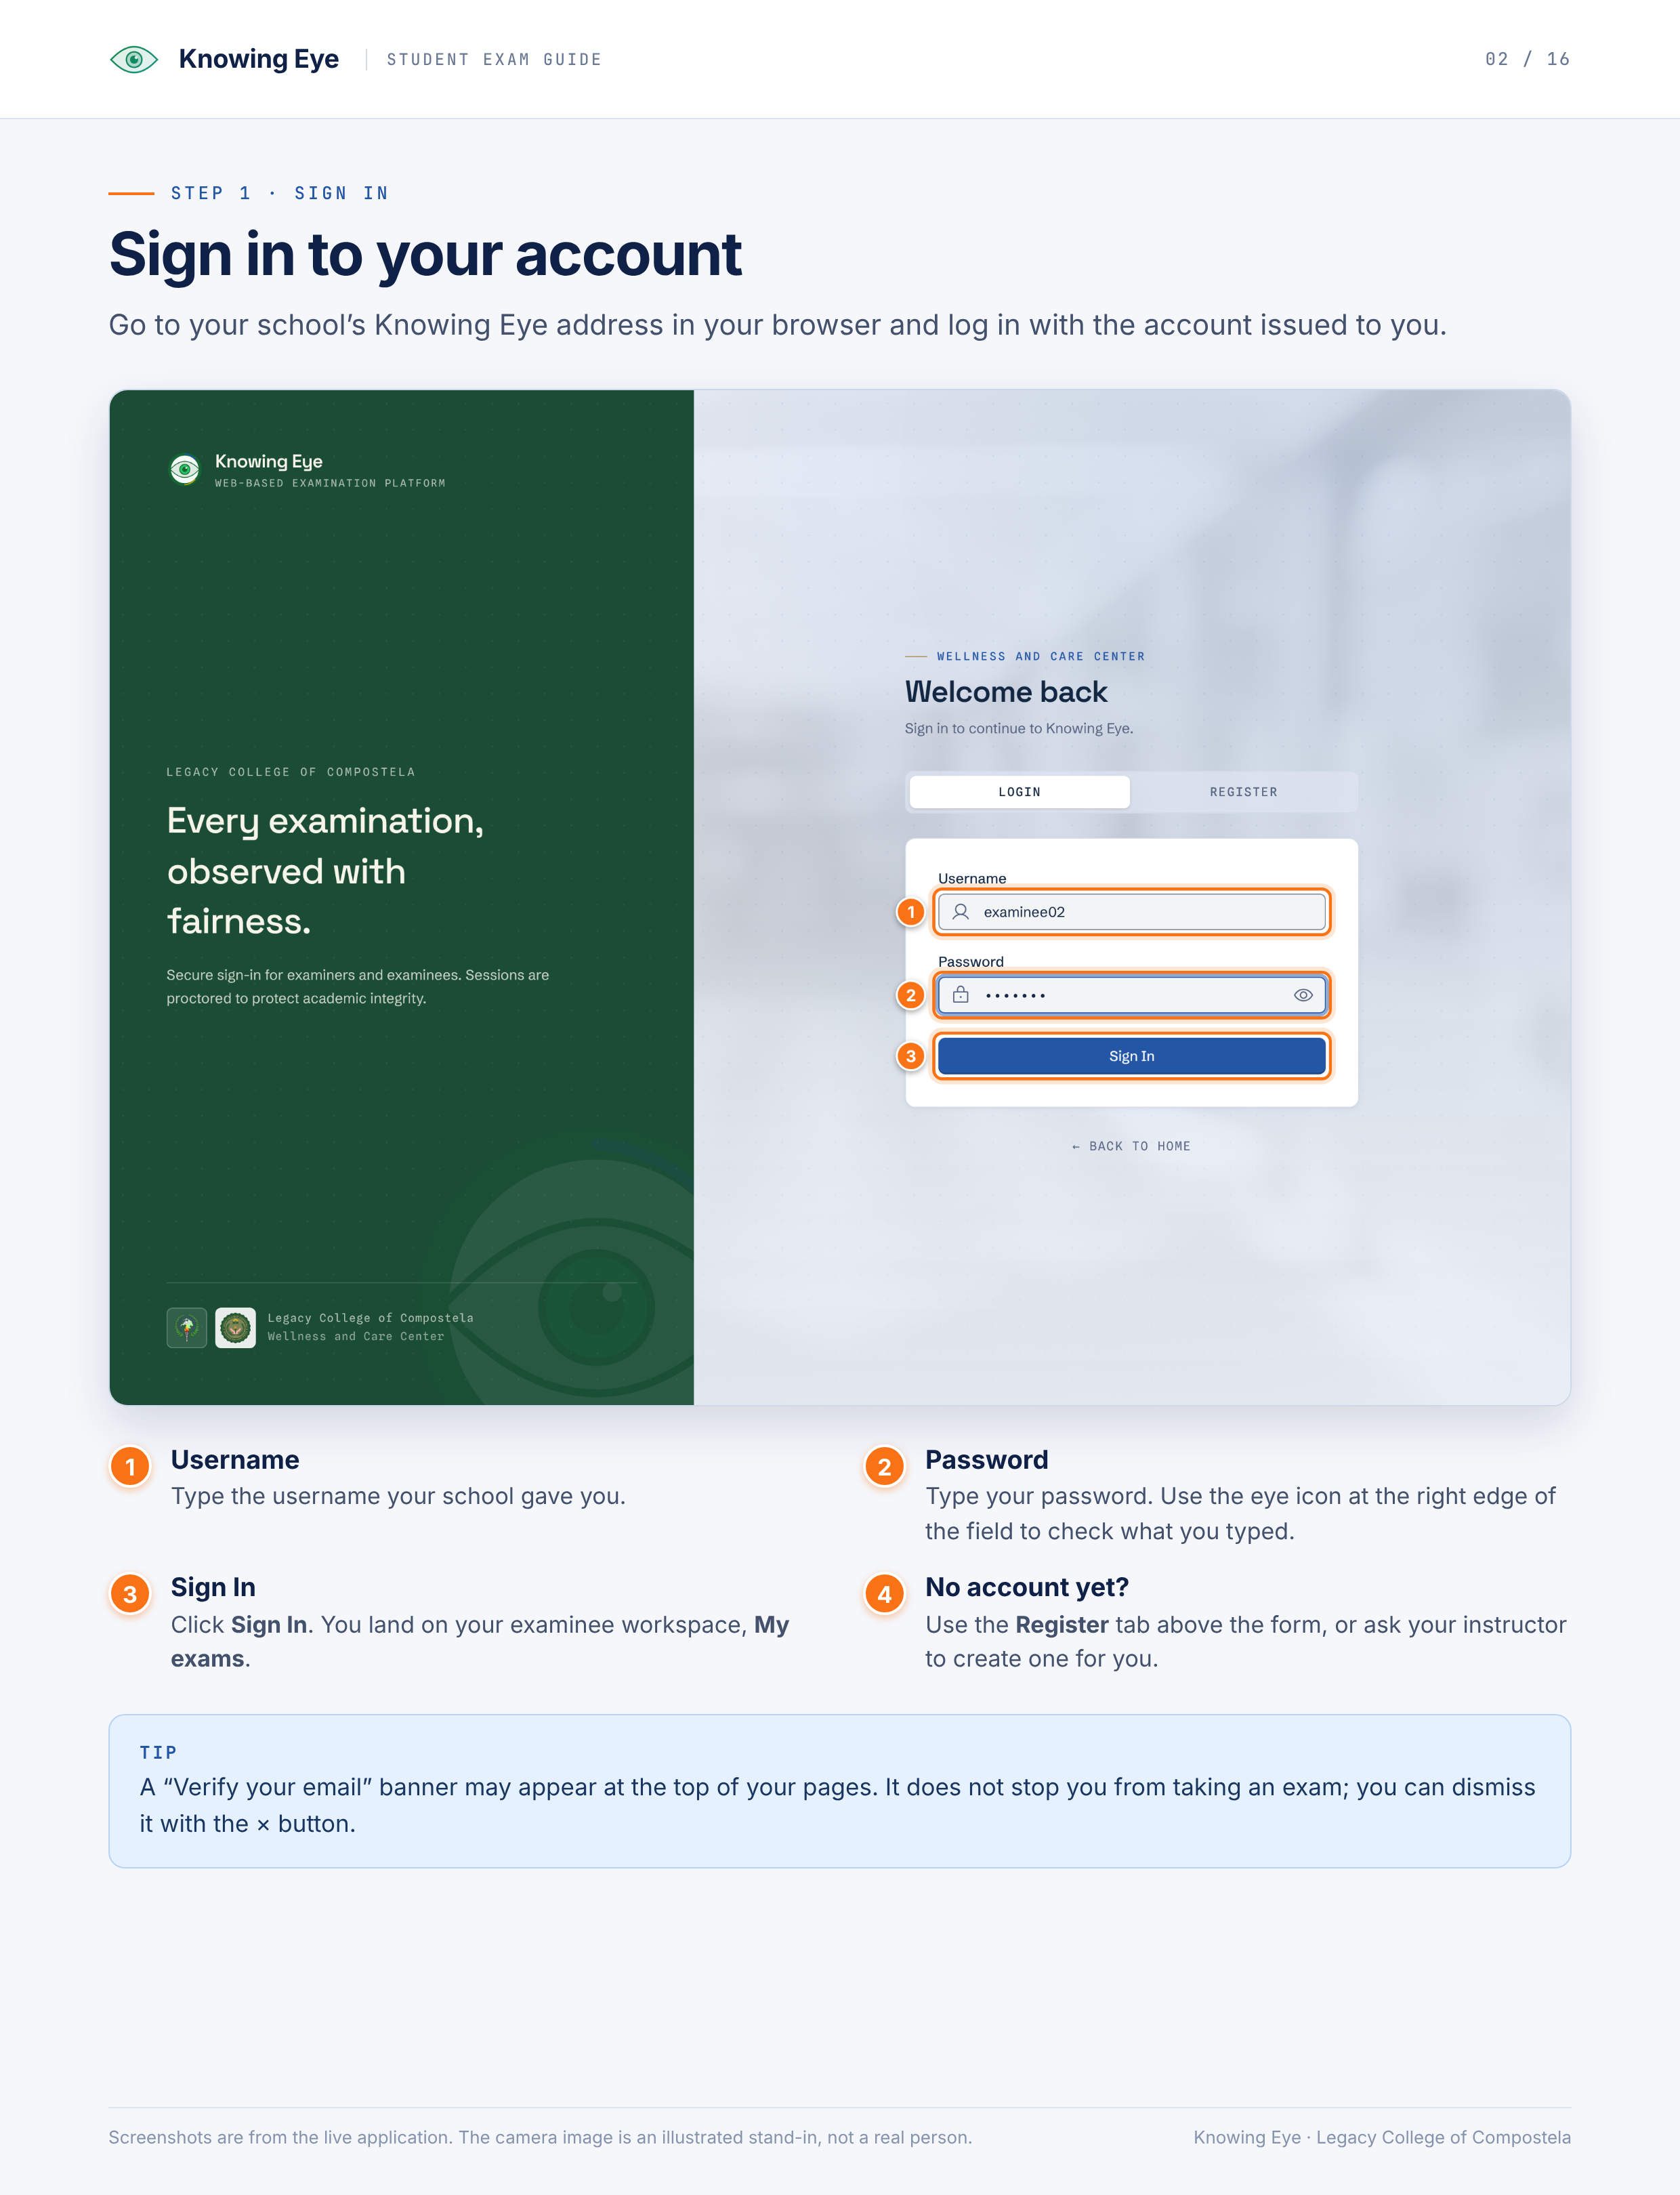 Knowing Eye
STUDENT EXAM GUIDE
02 / 16
STEP 1 · SIGN IN
Sign in to your account
Go to your school’s Knowing Eye address in your browser and log in with the account issued to you.
Knowing Eye
WEB-BASED EXAMINATION PLATFORM
LEGACY COLLEGE OF COMPOSTELA
Every examination,
observed with
fairness.
Secure sign-in for examiners and examinees. Sessions are
proctored to protect academic integrity.
Legacy College of Compostela
Wellness and Care Center
WELLNESS AND CARE CENTER
Welcome back
Sign in to continue to Knowing Eye.
LOGIN
REGISTER
Username
1
examinee02
Password
2
•••••••
3
Sign In
← BACK TO HOME
1
Username
Type the username your school gave you.
2
Password
Type your password. Use the eye icon at the right edge of
the field to check what you typed.
3
Sign In
Click Sign In. You land on your examinee workspace, My
exams.
4
No account yet?
Use the Register tab above the form, or ask your instructor
to create one for you.
TIP
A “Verify your email” banner may appear at the top of your pages. It does not stop you from taking an exam; you can dismiss
it with the × button.
Screenshots are from the live application. The camera image is an illustrated stand-in, not a real person.
Knowing Eye · Legacy College of Compostela